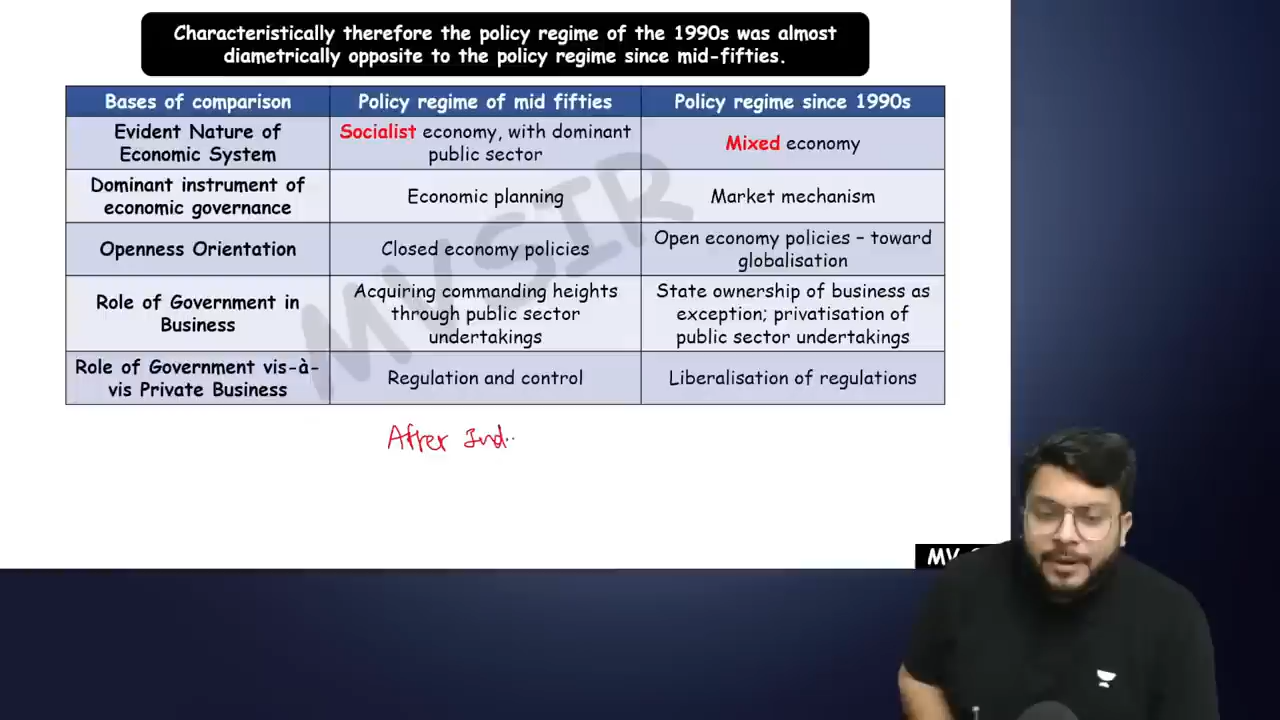 Characteristically therefore the policy regime of the 1990s was almost
diametrically opposite to the policy regime since mid-fifties.
Bases of comparison
Policy regime of mid fifties
Policy regime since 1990s
Evident Nature of
Economic System
Socialist economy, with dominant
public sector
Mixed economy
Dominant instrument of
economic governance
Economic planning
Market mechanism
Openness Orientation
Closed economy policies
Open economy policies – toward
globalisation
Role of Government in
Business
Acquiring commanding heights
through public sector
undertakings
State ownership of business as
exception; privatisation of
public sector undertakings
Role of Government vis-à-
vis Private Business
Regulation and control
Liberalisation of regulations
MVSIR
After Ind..
MV